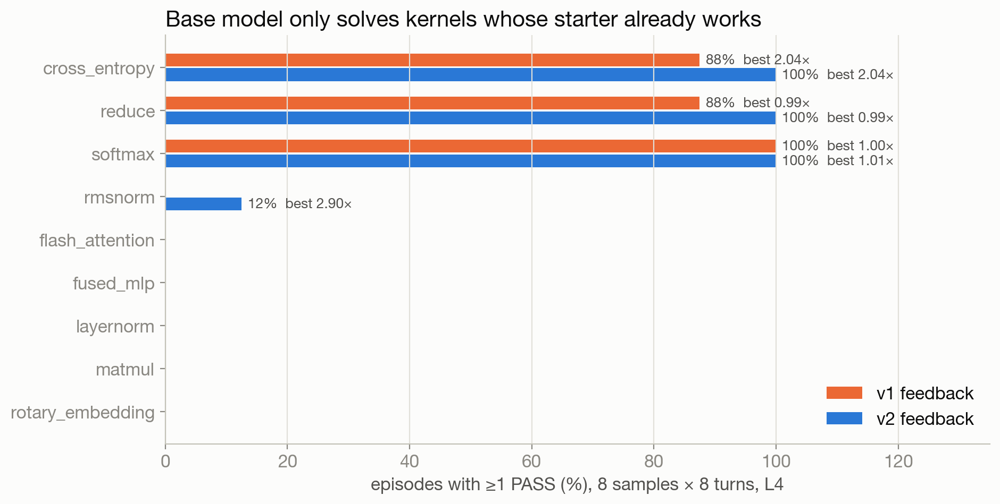 Base model only solves kernels whose starter already works
cross_entropy
88% best 2.04×
100% best 2.04×
reduce
88% best 0.99×
100% best 0.99×
softmax
100% best 1.00×
100% best 1.01×
rmsnorm
12% best 2.90×
flash_attention
fused_mlp
layernorm
matmul
rotary_embedding
v1 feedback
v2 feedback
0 20 40 60 80 100 120
episodes with ≥1 PASS (%), 8 samples × 8 turns, L4